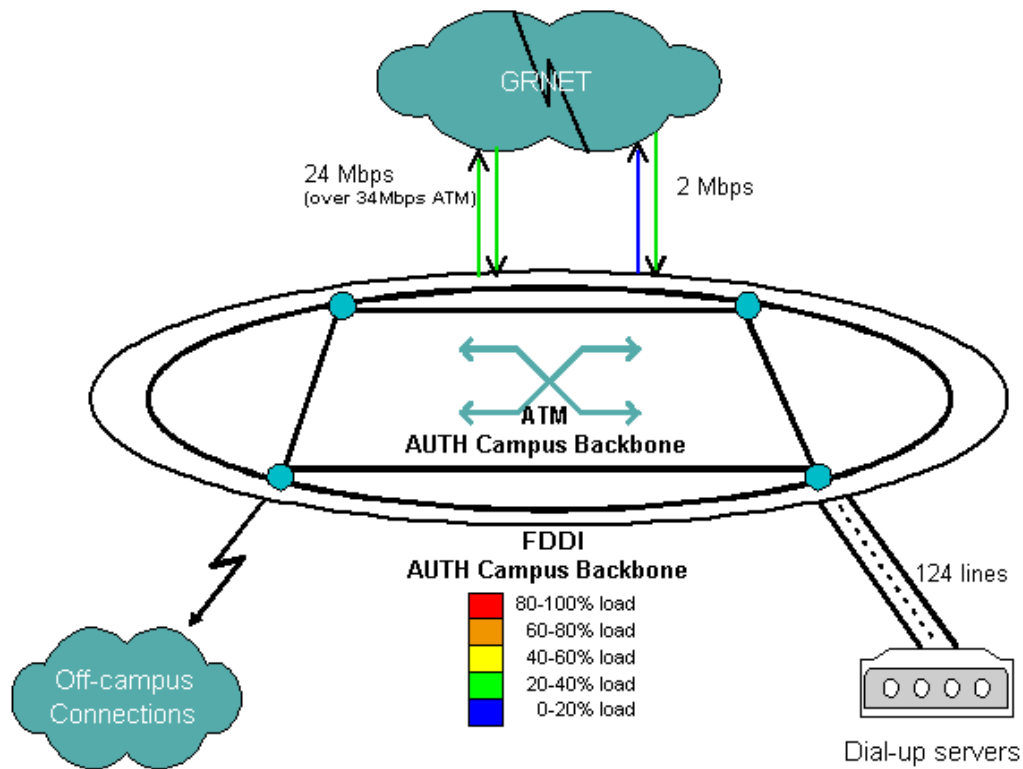 GRNET
24 Mbps
(over 34Mbps ATM)
2 Mbps
ATM
AUTH Campus Backbone
FDDI
AUTH Campus Backbone
80-100% load
60-80% load
40-60% load
20-40% load
0-20% load
124 lines
Off-campus
Connections
Dial-up servers